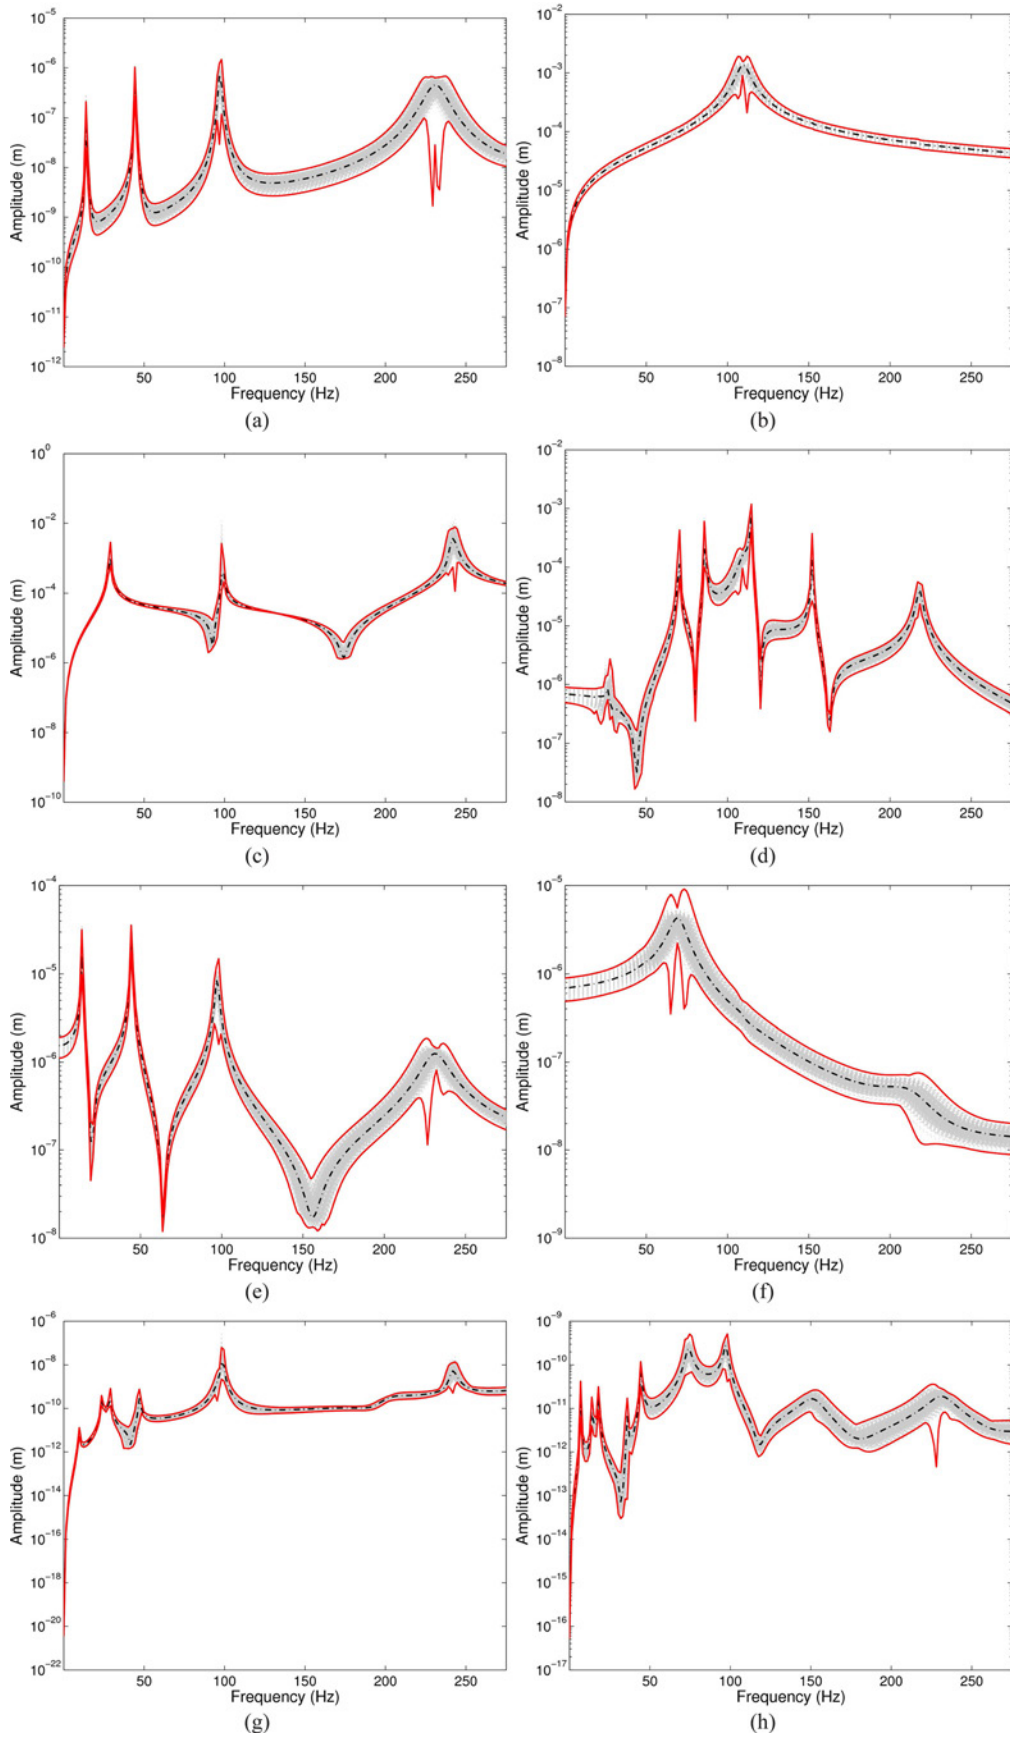 10⁻⁵
10⁻⁶
10⁻⁷
10⁻⁸
10⁻⁹
10⁻¹⁰
10⁻¹¹
10⁻¹²
Amplitude (m)
50 100 150 200 250
Frequency (Hz)
(a)
10⁻²
10⁻³
10⁻⁴
10⁻⁵
10⁻⁶
10⁻⁷
10⁻⁸
Amplitude (m)
50 100 150 200 250
Frequency (Hz)
(b)
10⁰
10⁻²
10⁻⁴
10⁻⁶
10⁻⁸
10⁻¹⁰
Amplitude (m)
50 100 150 200 250
Frequency (Hz)
(c)
10⁻²
10⁻³
10⁻⁴
10⁻⁵
10⁻⁶
10⁻⁷
10⁻⁸
Amplitude (m)
50 100 150 200 250
Frequency (Hz)
(d)
10⁻⁴
10⁻⁵
10⁻⁶
10⁻⁷
10⁻⁸
Amplitude (m)
50 100 150 200 250
Frequency (Hz)
(e)
10⁻⁵
10⁻⁶
10⁻⁷
10⁻⁸
10⁻⁹
Amplitude (m)
50 100 150 200 250
Frequency (Hz)
(f)
10⁻⁶
10⁻⁸
10⁻¹⁰
10⁻¹²
10⁻¹⁴
10⁻¹⁶
10⁻¹⁸
10⁻²⁰
10⁻²²
Amplitude (m)
50 100 150 200 250
Frequency (Hz)
(g)
10⁻⁹
10⁻¹⁰
10⁻¹¹
10⁻¹²
10⁻¹³
10⁻¹⁴
10⁻¹⁵
10⁻¹⁶
10⁻¹⁷
Amplitude (m)
50 100 150 200 250
Frequency (Hz)
(h)